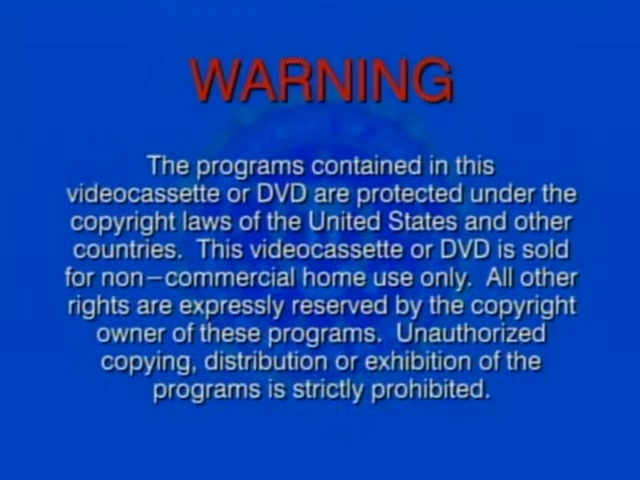 WARNING
The programs contained in this
videocassette or DVD are protected under the
copyright laws of the United States and other
countries.  This videocassette or DVD is sold
for non–commercial home use only.  All other
rights are expressly reserved by the copyright
owner of these programs.  Unauthorized
copying, distribution or exhibition of the
programs is strictly prohibited.